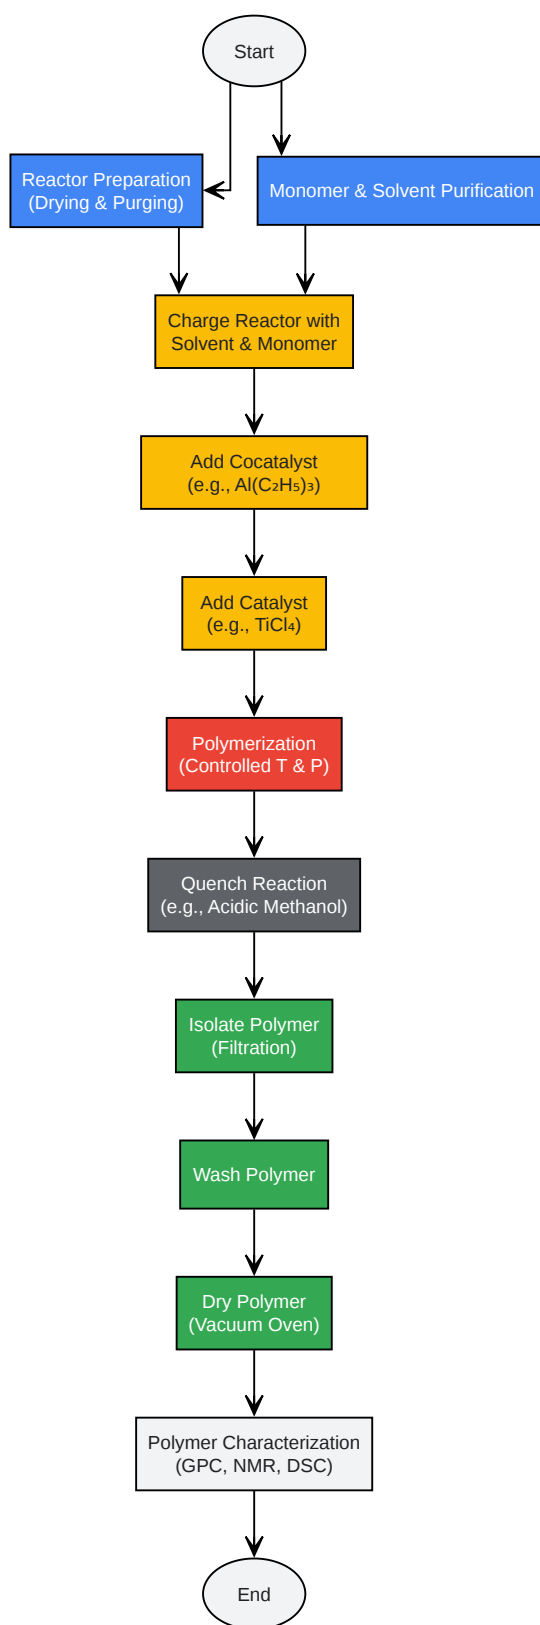 Start
Reactor Preparation
(Drying & Purging)
Monomer & Solvent Purification
Charge Reactor with
Solvent & Monomer
Add Cocatalyst
(e.g., Al(C₂H₅)₃)
Add Catalyst
(e.g., TiCl₄)
Polymerization
(Controlled T & P)
Quench Reaction
(e.g., Acidic Methanol)
Isolate Polymer
(Filtration)
Wash Polymer
Dry Polymer
(Vacuum Oven)
Polymer Characterization
(GPC, NMR, DSC)
End